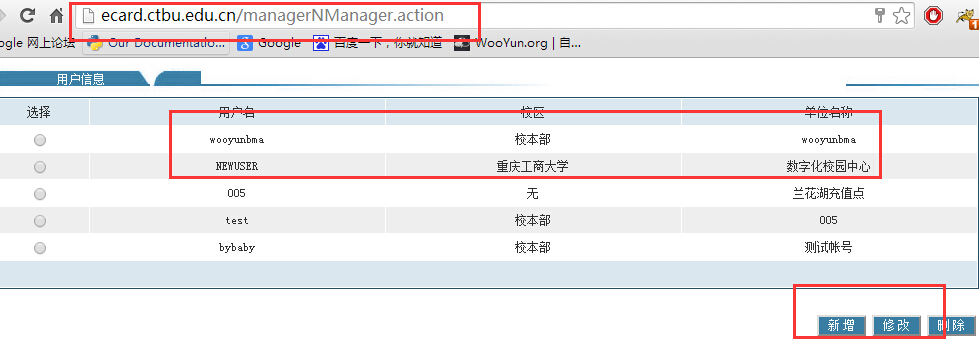 ecard.ctbu.edu.cn/managerNManager.action
ogle 网上论坛 Our Documentatio... Google 百度一下，你就知道 WooYun.org | 自...
用户信息
选择 用户名 校区 单位名称
wooyunbma 校本部 wooyunbma
NEWUSER 重庆工商大学 数字化校园中心
005 无 兰花湖充值点
test 校本部 005
bybaby 校本部 测试帐号
新增 修改 删除